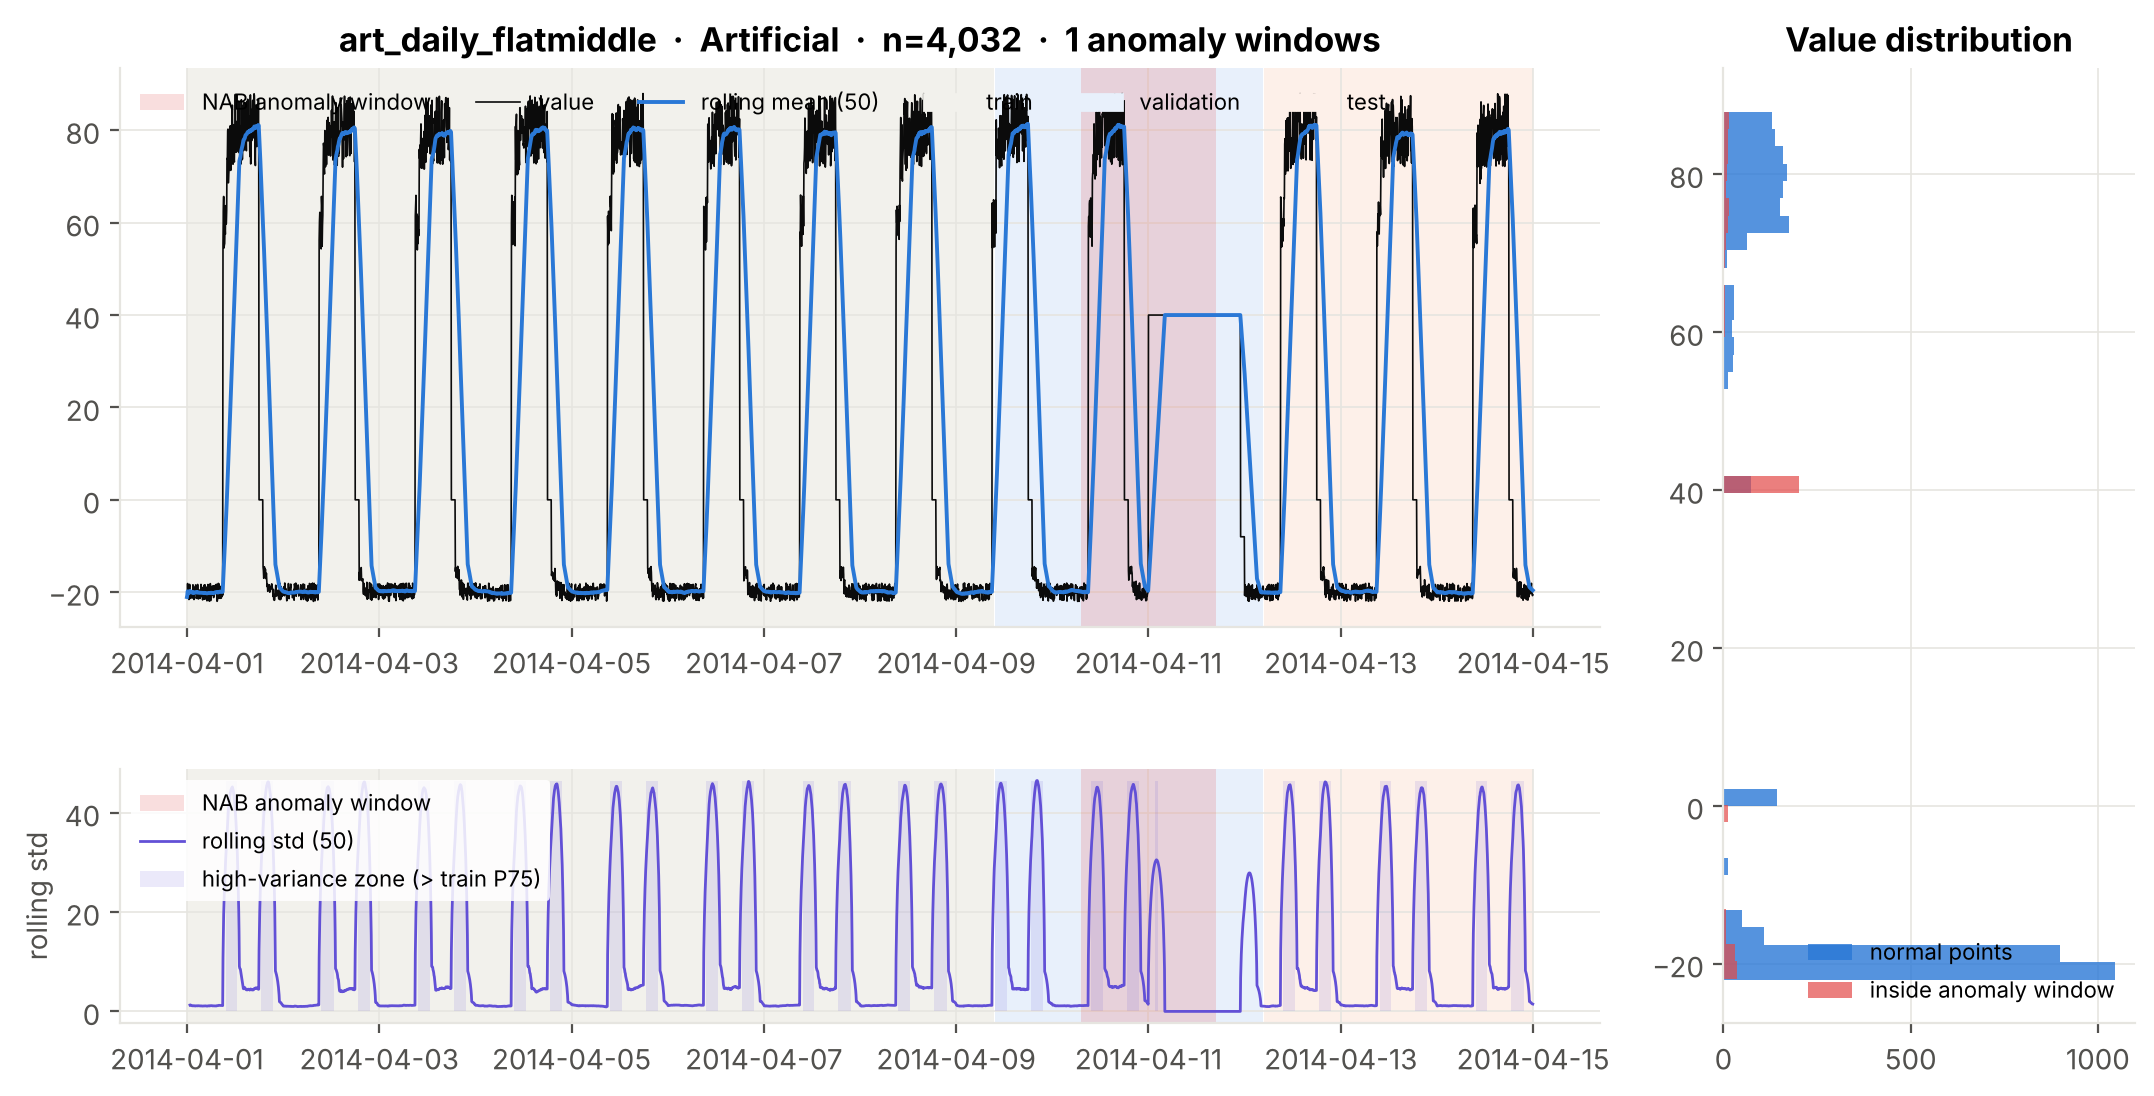 art_daily_flatmiddle · Artificial · n=4,032 · 1 anomaly windows
NAB anomaly window
value
rolling mean (50)
train
validation
test
80
60
40
20
0
−20
2014-04-01
2014-04-03
2014-04-05
2014-04-07
2014-04-09
2014-04-11
2014-04-13
2014-04-15
rolling std
NAB anomaly window
rolling std (50)
high-variance zone (> train P75)
40
20
0
2014-04-01
2014-04-03
2014-04-05
2014-04-07
2014-04-09
2014-04-11
2014-04-13
2014-04-15
Value distribution
80
60
40
20
0
−20
normal points
inside anomaly window
0
500
1000